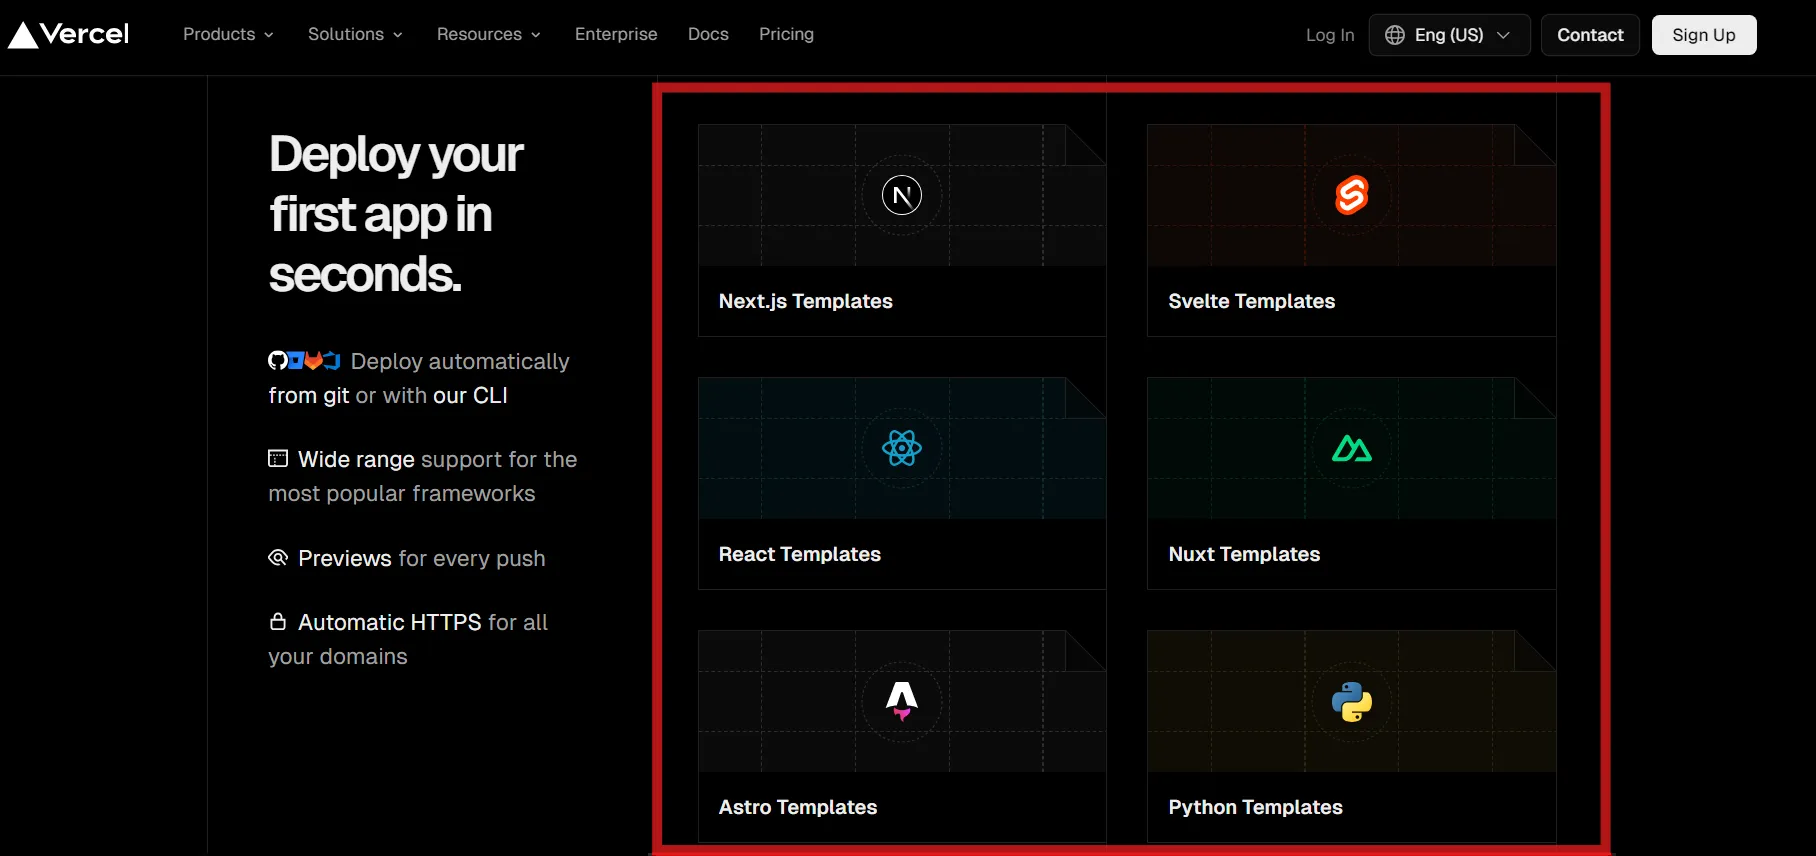 Vercel
Products Solutions Resources Enterprise Docs Pricing
Log In Eng (US) Contact Sign Up
Deploy your
first app in
seconds.
Deploy automatically
from git or with our CLI
Wide range support for the
most popular frameworks
Previews for every push
Automatic HTTPS for all
your domains
Next.js Templates
Svelte Templates
React Templates
Nuxt Templates
Astro Templates
Python Templates